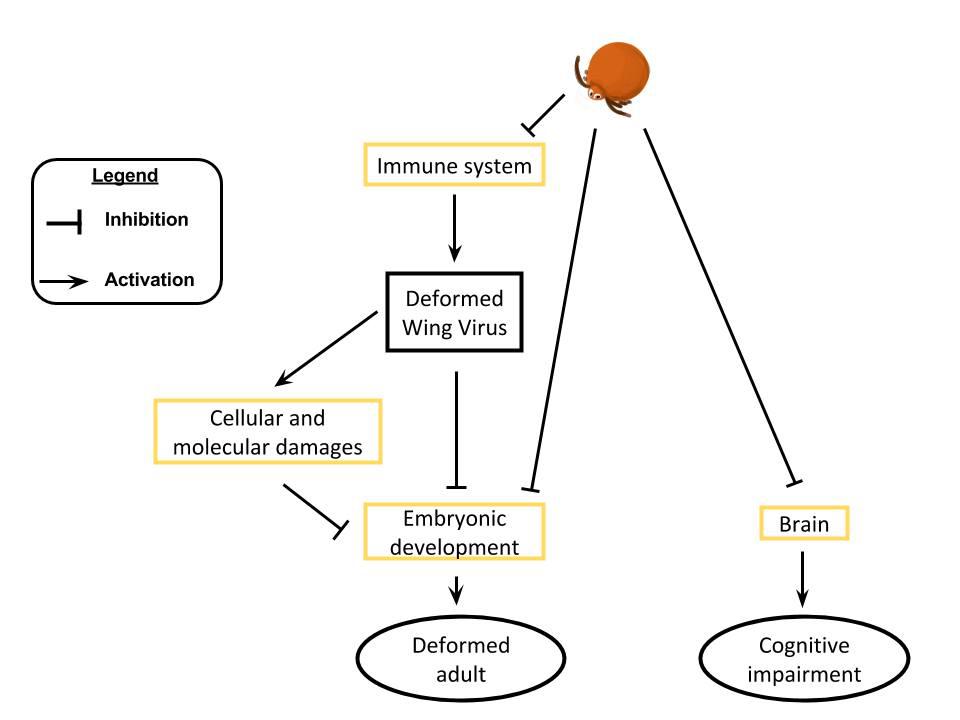 Immune system
Legend
Inhibition
Activation
Deformed
Wing Virus
Cellular and
molecular damages
Embryonic
development
Brain
Deformed
adult
Cognitive
impairment